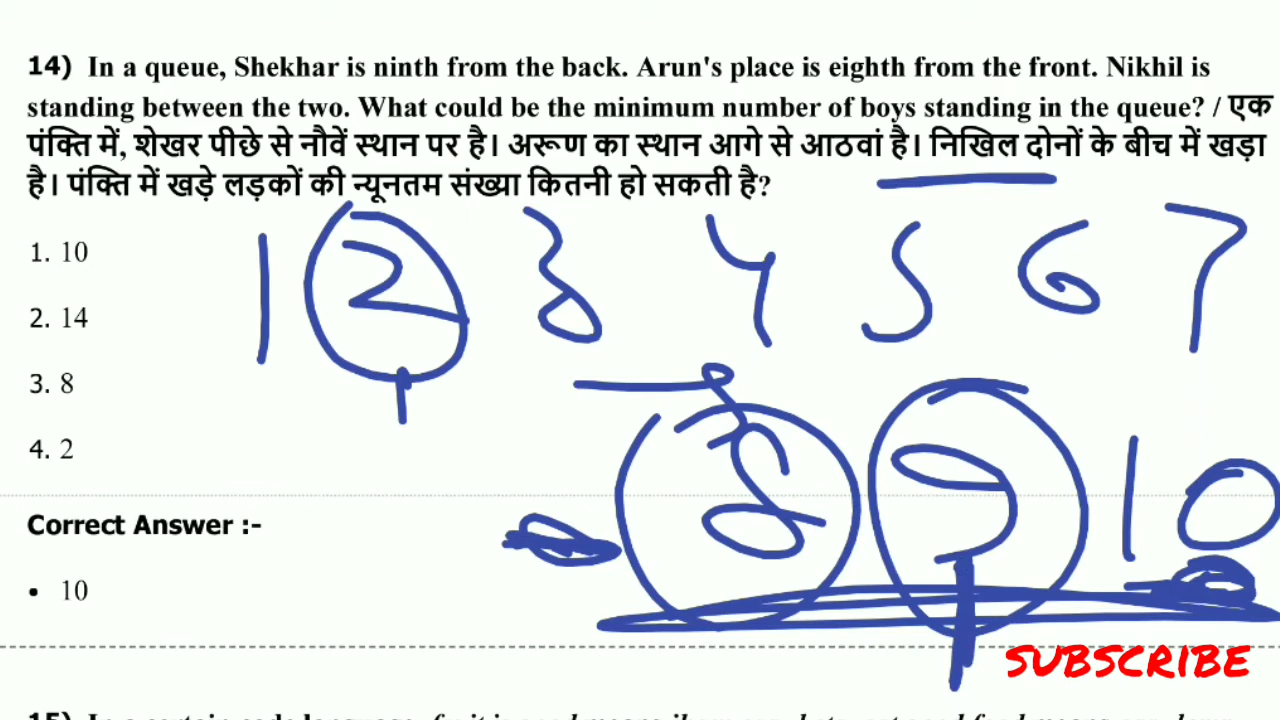 14) In a queue, Shekhar is ninth from the back. Arun's place is eighth from the front. Nikhil is
standing between the two. What could be the minimum number of boys standing in the queue? / एक
पंक्ति में, शेखर पीछे से नौवें स्थान पर है। अरूण का स्थान आगे से आठवां है। निखिल दोनों के बीच में खड़ा
है। पंक्ति में खड़े लड़कों की न्यूनतम संख्या कितनी हो सकती है?
1. 10
1 2 3 4 5 6 7
2. 14
3. 8
4. 2
8 9 10
Correct Answer :-
• 10
SUBSCRIBE